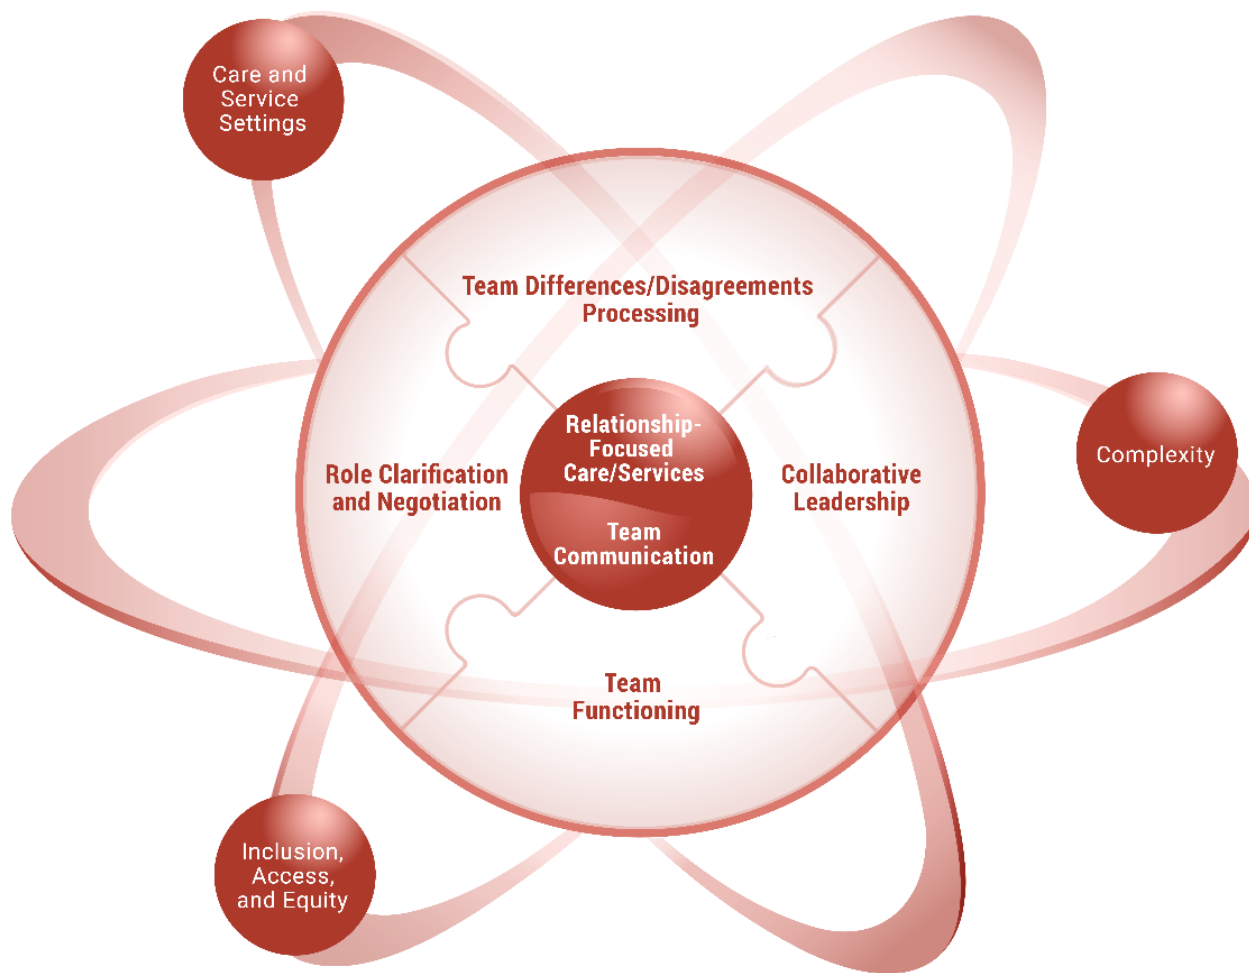 Care and
Service
Settings
Team Differences/Disagreements
Processing
Relationship-
Focused
Care/Services
Role Clarification
and Negotiation
Collaborative
Leadership
Complexity
Team
Communication
Team
Functioning
Inclusion,
Access,
and Equity